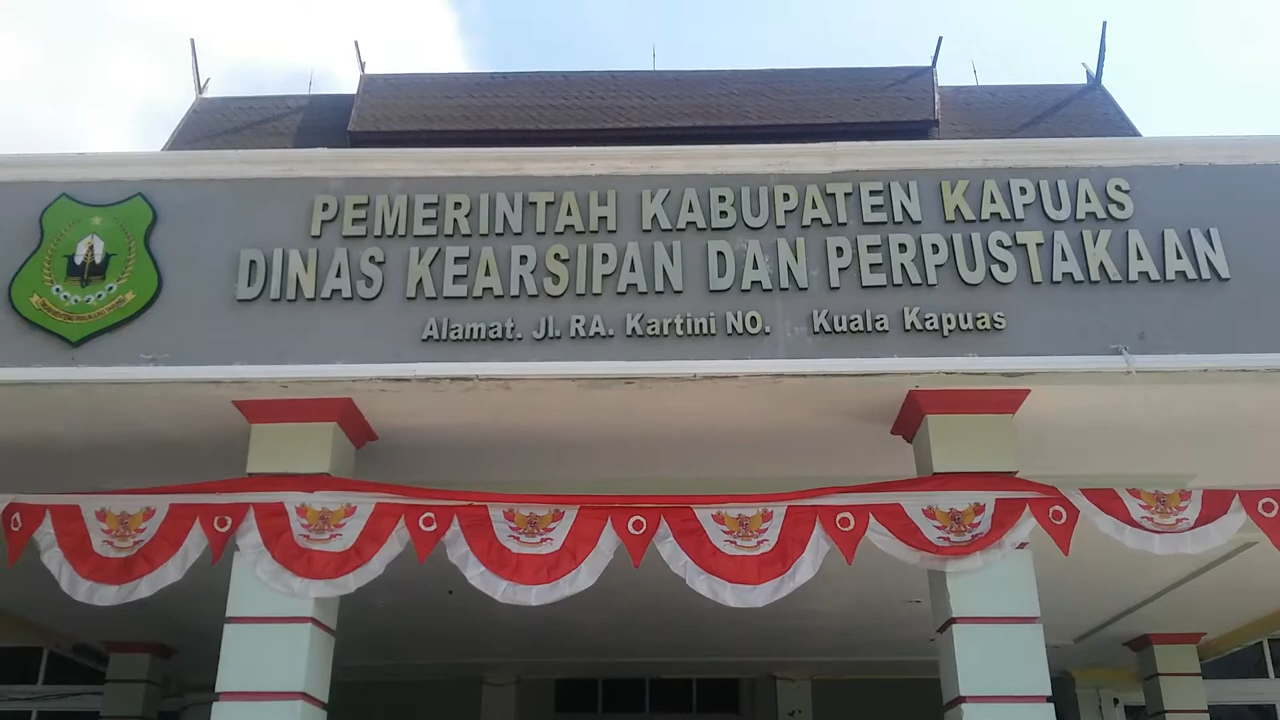 PEMERINTAH KABUPATEN KAPUAS
DINAS KEARSIPAN DAN PERPUSTAKAAN
Alamat. Jl. RA. Kartini NO. Kuala Kapuas